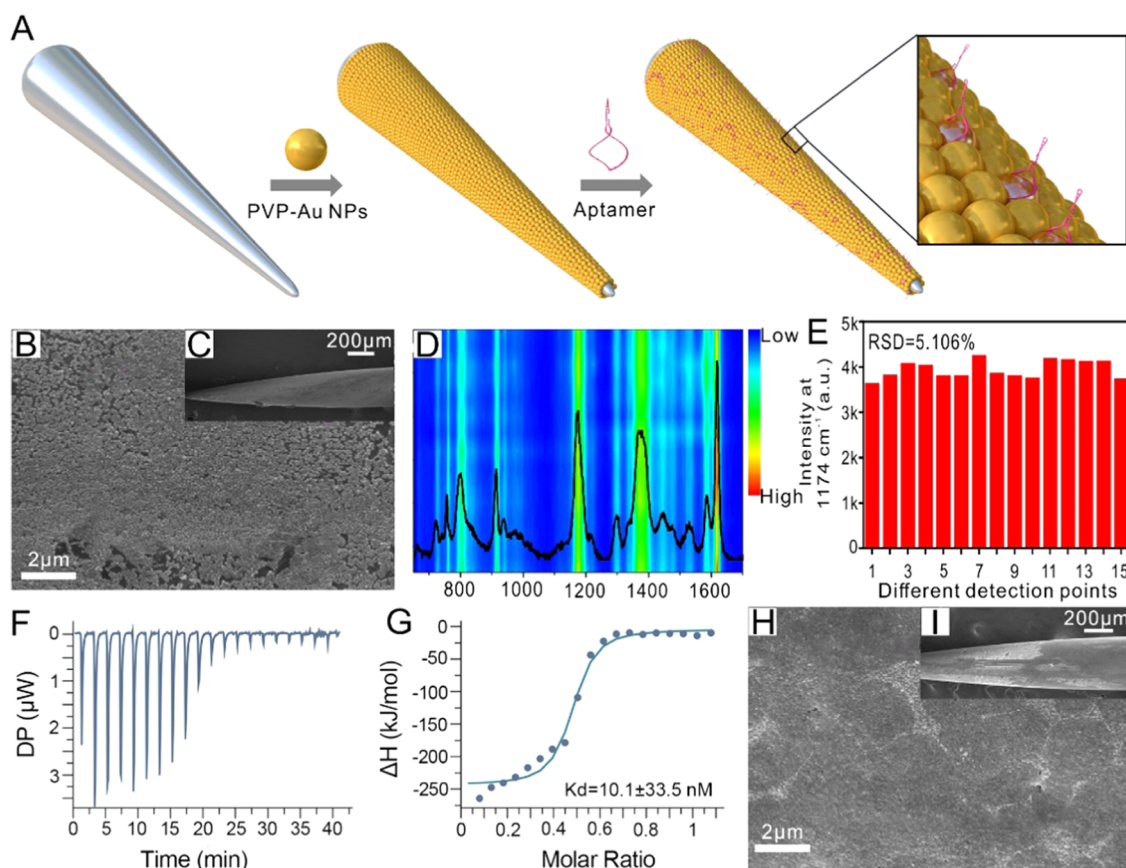 A
PVP-Au NPs
Aptamer
B
C
200μm
2μm
D
Low
High
800 1000 1200 1400 1600
E
RSD=5.106%
Intensity at
1174 cm⁻¹ (a.u.)
5k
4k
3k
2k
1k
0
1 3 5 7 9 11 13 15
Different detection points
F
DP (μW)
0
1
2
3
0 5 10 15 20 25 30 35 40
Time (min)
G
ΔH (kJ/mol)
0
-50
-100
-150
-200
-250
Kd=10.1±33.5 nM
0 0.2 0.4 0.6 0.8 1
Molar Ratio
H
I
200μm
2μm